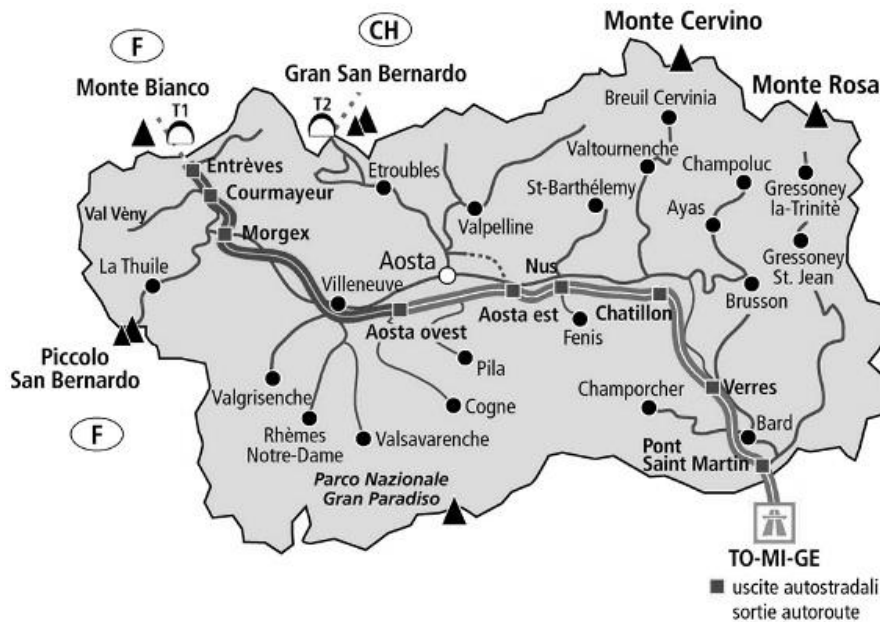 F
CH
Monte Cervino
Monte Bianco
Gran San Bernardo
Monte Rosa
T1
T2
Breuil Cervinia
Entrèves
Etroubles
Valtournenche
Champoluc
Courmayeur
St-Barthélemy
Gressoney
la-Trinitè
Val Vèny
Valpelline
Ayas
Morgex
La Thuile
Aosta
Nus
Gressoney
St. Jean
Villeneuve
Brusson
Aosta ovest
Aosta est
Fenis
Chatillon
Piccolo
San Bernardo
Pila
Valgrisenche
Champorcher
Verres
Cogne
F
Rhèmes
Notre-Dame
Valsavarenche
Bard
Pont
Saint Martin
Parco Nazionale
Gran Paradiso
TO-MI-GE
uscite autostradali
sortie autoroute